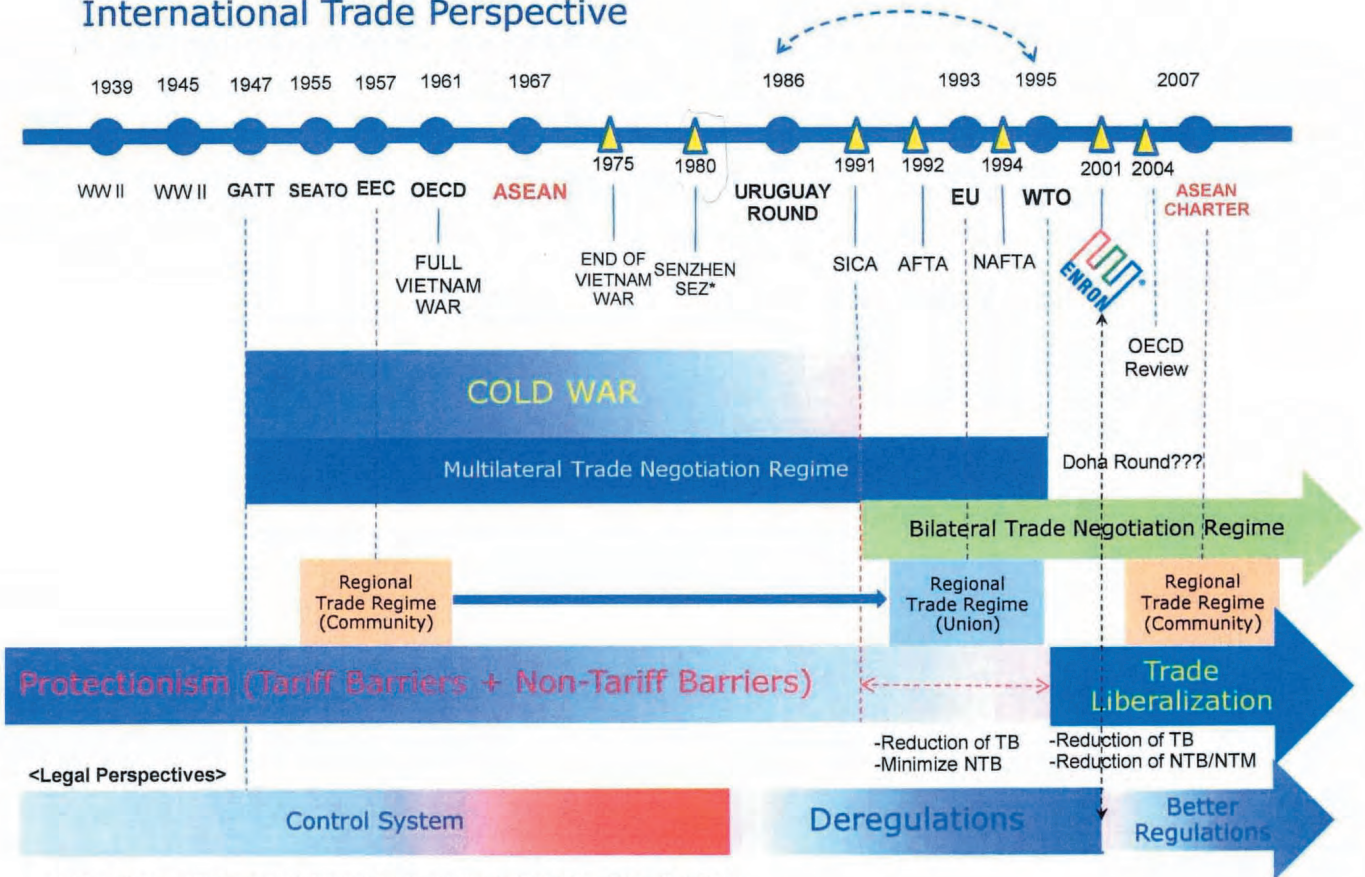 International Trade Perspective
1939 1945 1947 1955 1957 1961 1967 1986 1993 1995 2007
1975 1980 1991 1992 1994 2001 2004
WW II WW II GATT SEATO EEC OECD ASEAN
URUGUAY
ROUND
EU WTO
ASEAN
CHARTER
FULL
VIETNAM
WAR
END OF
VIETNAM
WAR
SENZHEN
SEZ*
SICA AFTA NAFTA
ENRON
OECD
Review
COLD WAR
Multilateral Trade Negotiation Regime
Doha Round???
Bilateral Trade Negotiation Regime
Regional
Trade Regime
(Community)
Regional
Trade Regime
(Union)
Regional
Trade Regime
(Community)
Protectionism (Tariff Barriers + Non-Tariff Barriers)
Trade
Liberalization
-Reduction of TB
-Minimize NTB
-Reduction of TB
-Reduction of NTB/NTM
<Legal Perspectives>
Control System
Deregulations
Better
Regulations